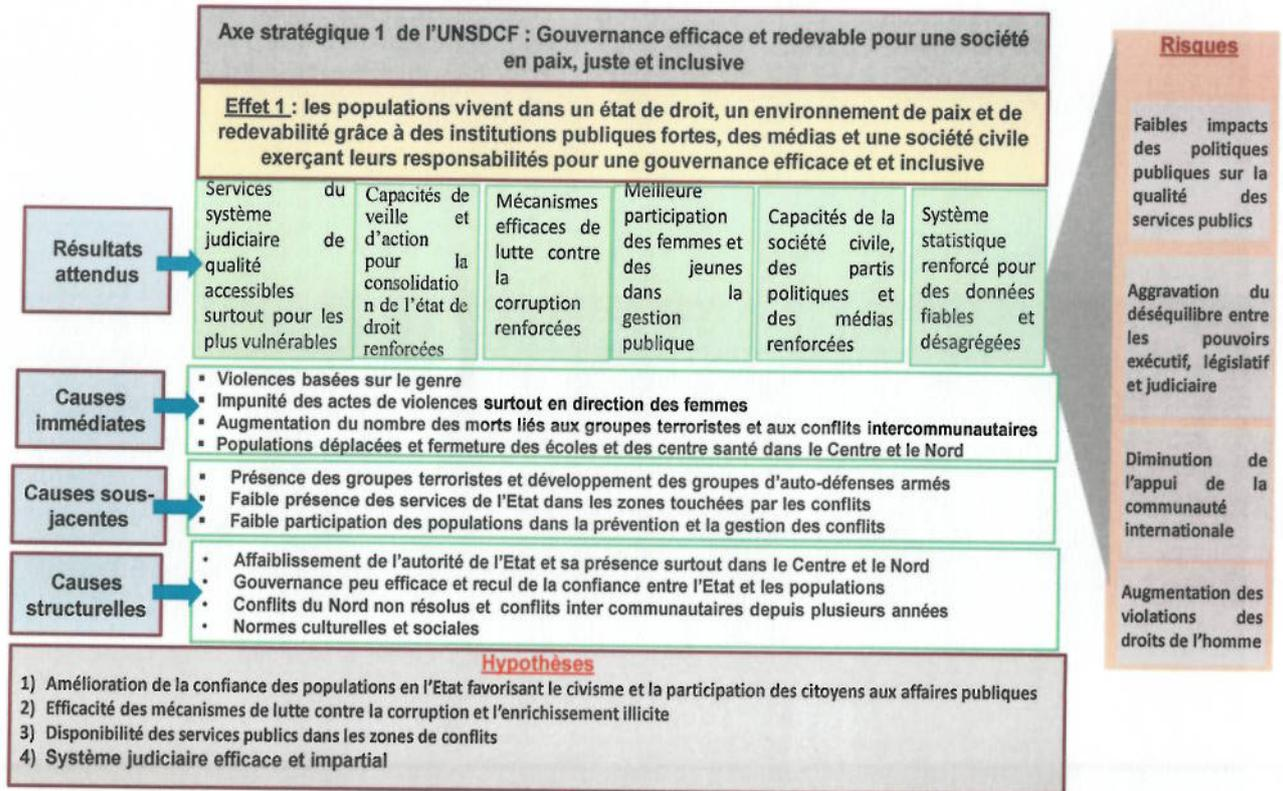 Axe stratégique 1 de l'UNSDCF : Gouvernance efficace et redevable pour une société
en paix, juste et inclusive
Effet 1 : les populations vivent dans un état de droit, un environnement de paix et de
redevabilité grâce à des institutions publiques fortes, des médias et une société civile
exerçant leurs responsabilités pour une gouvernance efficace et et inclusive
Résultats
attendus
Services du
système
judiciaire de
qualité
accessibles
surtout pour les
plus vulnérables
Capacités de
veille et
d'action
pour la
consolidatio
n de l'état de
droit
renforcées
Mécanismes
efficaces de
lutte contre
la
corruption
renforcées
Meilleure
participation
des femmes et
des jeunes
dans la
gestion
publique
Capacités de la
société civile,
des partis
politiques et
des médias
renforcées
Système
statistique
renforcé pour
des données
fiables et
désagrégées
Causes
immédiates
▪ Violences basées sur le genre
▪ Impunité des actes de violences surtout en direction des femmes
▪ Augmentation du nombre des morts liés aux groupes terroristes et aux conflits intercommunautaires
▪ Populations déplacées et fermeture des écoles et des centre santé dans le Centre et le Nord
Causes sous-
jacentes
▪ Présence des groupes terroristes et développement des groupes d'auto-défenses armés
▪ Faible présence des services de l'Etat dans les zones touchées par les conflits
▪ Faible participation des populations dans la prévention et la gestion des conflits
Causes
structurelles
• Affaiblissement de l'autorité de l'Etat et sa présence surtout dans le Centre et le Nord
• Gouvernance peu efficace et recul de la confiance entre l'Etat et les populations
• Conflits du Nord non résolus et conflits inter communautaires depuis plusieurs années
• Normes culturelles et sociales
Hypothèses
1) Amélioration de la confiance des populations en l'Etat favorisant le civisme et la participation des citoyens aux affaires publiques
2) Efficacité des mécanismes de lutte contre la corruption et l'enrichissement illicite
3) Disponibilité des services publics dans les zones de conflits
4) Système judiciaire efficace et impartial
Risques
Faibles impacts
des politiques
publiques sur la
qualité des
services publics
Aggravation du
déséquilibre entre
les pouvoirs
exécutif, législatif
et judiciaire
Diminution de
l'appui de la
communauté
internationale
Augmentation des
violations des
droits de l'homme